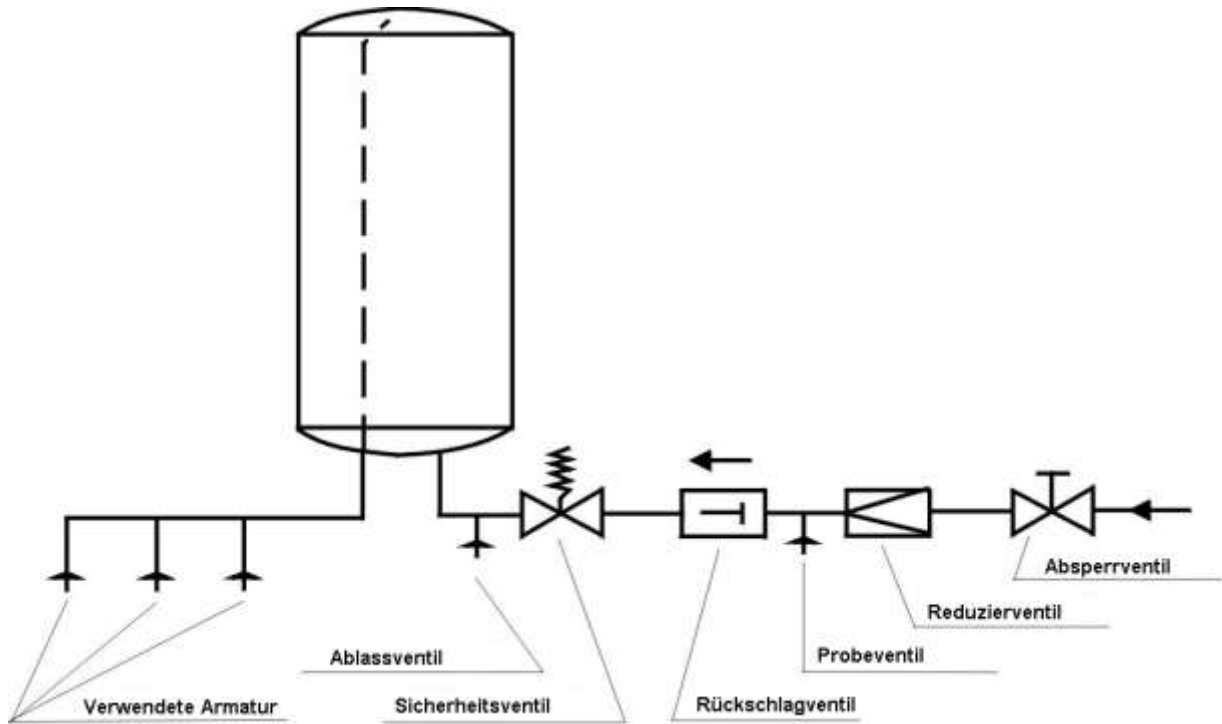 Absperrventil
Reduzierventil
Probeventil
Ablassventil
Rückschlagventil
Sicherheitsventil
Verwendete Armatur